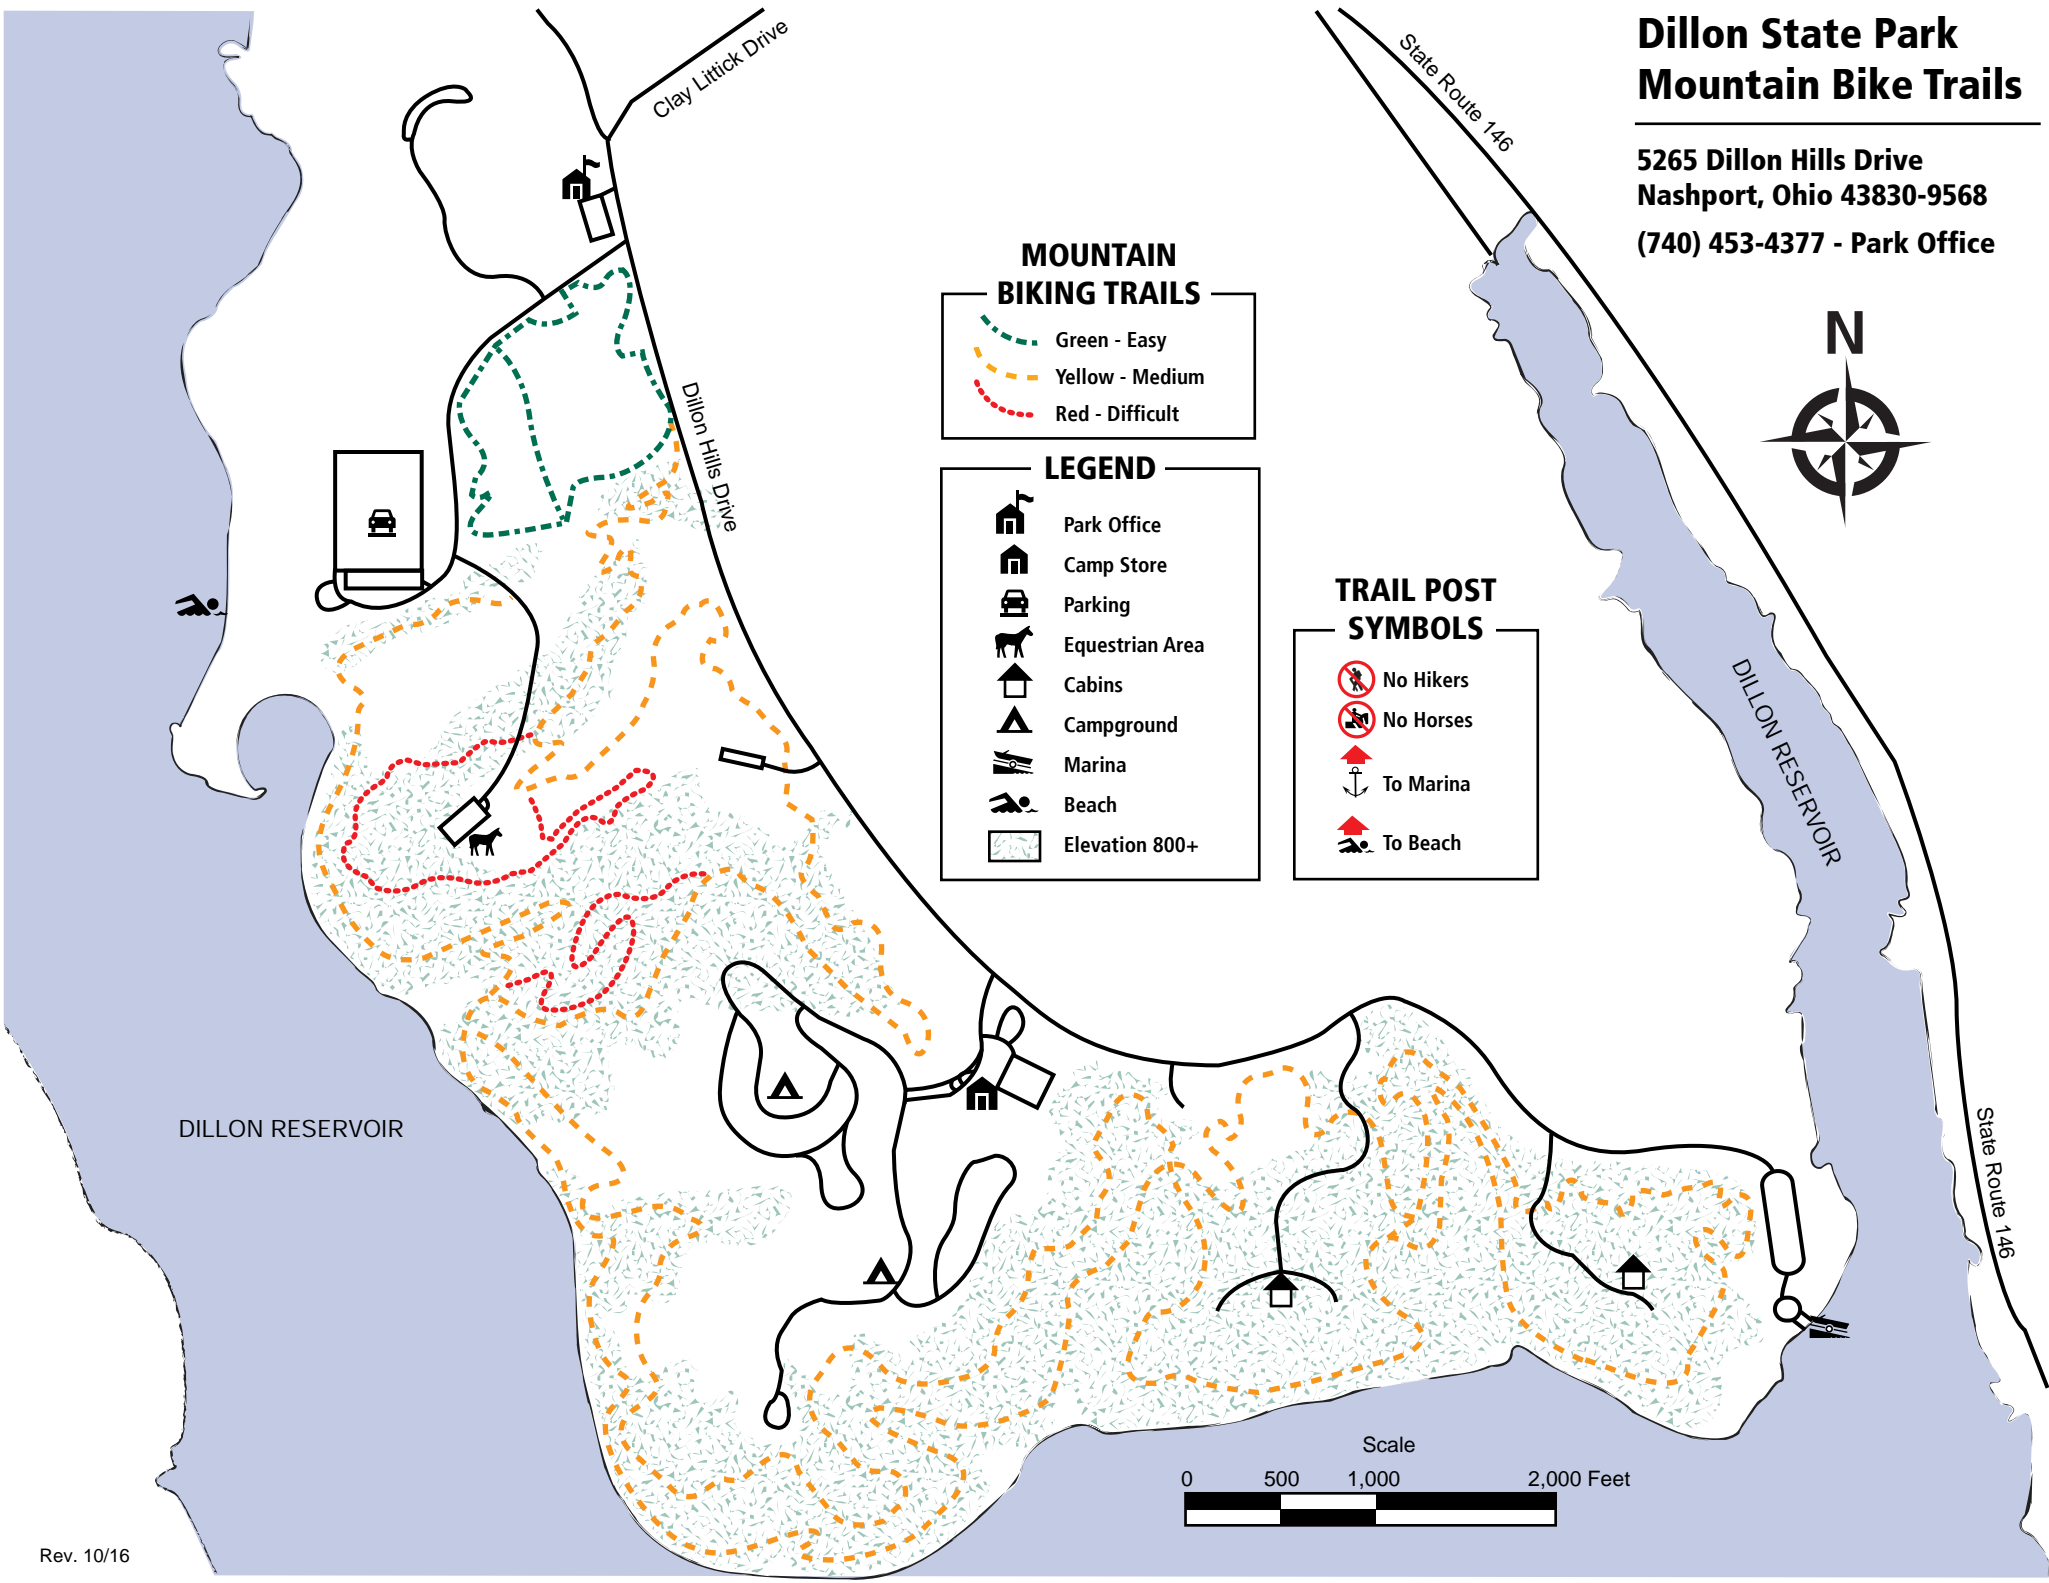 Dillon State Park
Mountain Bike Trails
5265 Dillon Hills Drive
Nashport, Ohio 43830-9568
(740) 453-4377 - Park Office
Clay Littick Drive
State Route 146
N
MOUNTAIN
BIKING TRAILS
Green - Easy
Yellow - Medium
Red - Difficult
Dillon Hills Drive
LEGEND
Park Office
Camp Store
Parking
Equestrian Area
Cabins
Campground
Marina
Beach
Elevation 800+
TRAIL POST
SYMBOLS
No Hikers
No Horses
To Marina
To Beach
DILLON RESERVOIR
DILLON RESERVOIR
State Route 146
Scale
0 500 1,000 2,000 Feet
Rev. 10/16